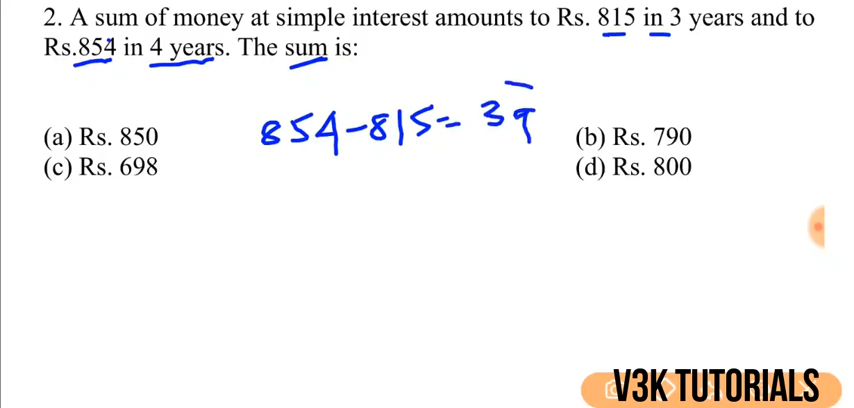 2. A sum of money at simple interest amounts to Rs. 815 in 3 years and to
Rs.854 in 4 years. The sum is:
854-815= 39
(a) Rs. 850
(b) Rs. 790
(c) Rs. 698
(d) Rs. 800
V3K TUTORIALS